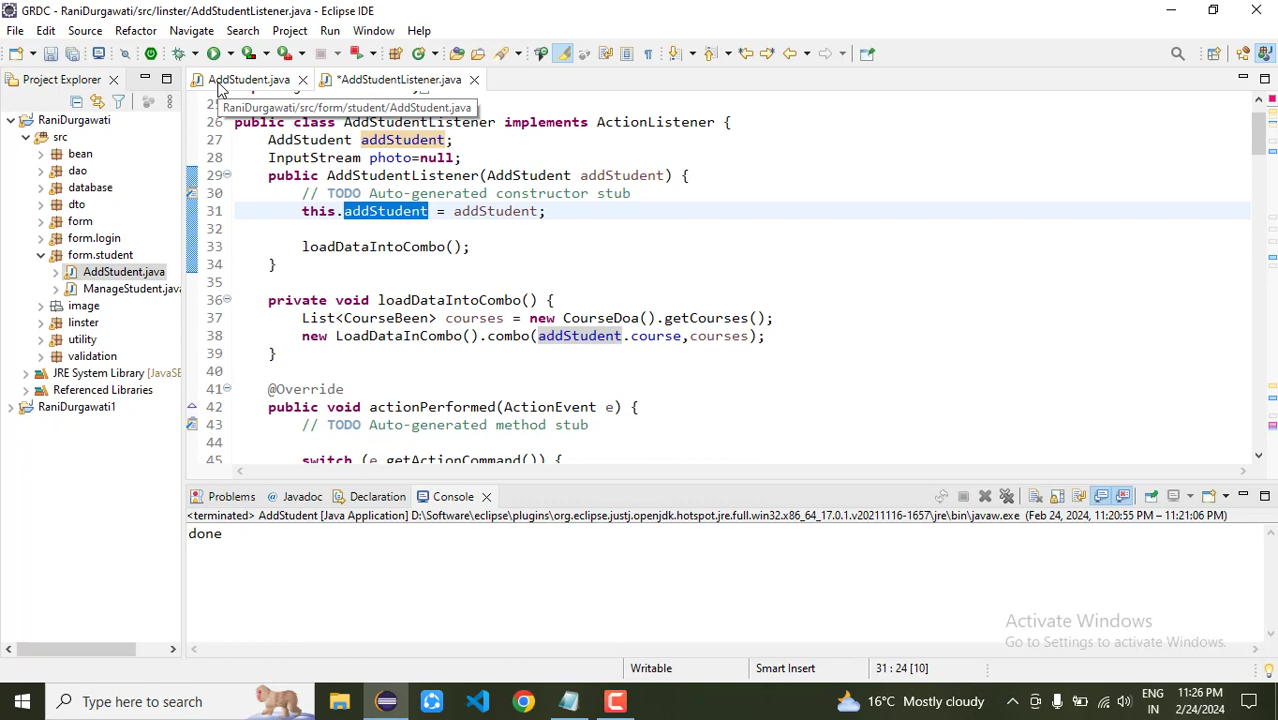 GRDC - RaniDurgawati/src/linster/AddStudentListener.java - Eclipse IDE
File Edit Source Refactor Navigate Search Project Run Window Help
Project Explorer
AddStudent.java
*AddStudentListener.java
RaniDurgawati/src/form/student/AddStudent.java
RaniDurgawati
src
bean
dao
database
dto
form
form.login
form.student
AddStudent.java
ManageStudent.java
image
linster
utility
validation
JRE System Library [JavaSE
Referenced Libraries
RaniDurgawati1
26 public class AddStudentListener implements ActionListener {
27 AddStudent addStudent;
28 InputStream photo=null;
29 public AddStudentListener(AddStudent addStudent) {
30 // TODO Auto-generated constructor stub
31 this.addStudent = addStudent;
32
33 loadDataIntoCombo();
34 }
35
36 private void loadDataIntoCombo() {
37 List<CourseBeen> courses = new CourseDoa().getCourses();
38 new LoadDataInCombo().combo(addStudent.course,courses);
39 }
40
41 @Override
42 public void actionPerformed(ActionEvent e) {
43 // TODO Auto-generated method stub
44
45 switch (e.getActionCommand()) {
Problems @ Javadoc Declaration Console
<terminated> AddStudent [Java Application] D:\Software\eclipse\plugins\org.eclipse.justj.openjdk.hotspot.jre.full.win32.x86_64_17.0.1.v20211116-1657\jre\bin\javaw.exe (Feb 24, 2024, 11:20:55 PM – 11:21:06 PM)
done
Activate Windows
Go to Settings to activate Windows.
Writable Smart Insert 31 : 24 [10]
Type here to search
16°C Mostly cloudy
ENG
IN
11:26 PM
2/24/2024